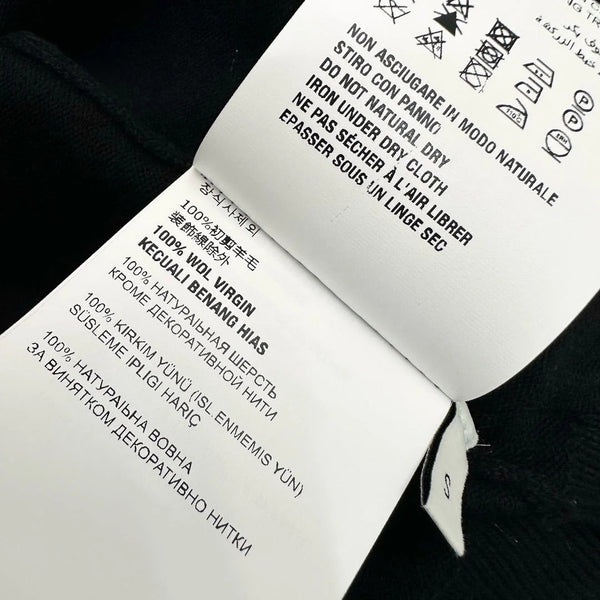 NON ASCIUGARE IN MODO NATURALE
STIRO CON PANNO
DO NOT NATURAL DRY
IRON UNDER DRY CLOTH
NE PAS SÉCHER À L'AIR LIBRER
EPASSER SOUS UN LINGE SEC
110°C
P
P
장식사제외
100%初剪羊毛
装飾線除外
100% WOL VIRGIN
KECUALI BENANG HIAS
100% НАТУРАІЬНАЯ ШЕРСТЬ
КРОМЕ ДЕКОРАТИВНОЙ НИТИ
100% KIRKIM YÜNÜ (ISL ENMEMIS YÜN)
SÜSLEME IPLIGI HARIÇ
100% НАТУРАІЬНА ВОВНА
ЗА ВИНЯТКОМ ДЕКОРАТИВНО НИТКИ
S